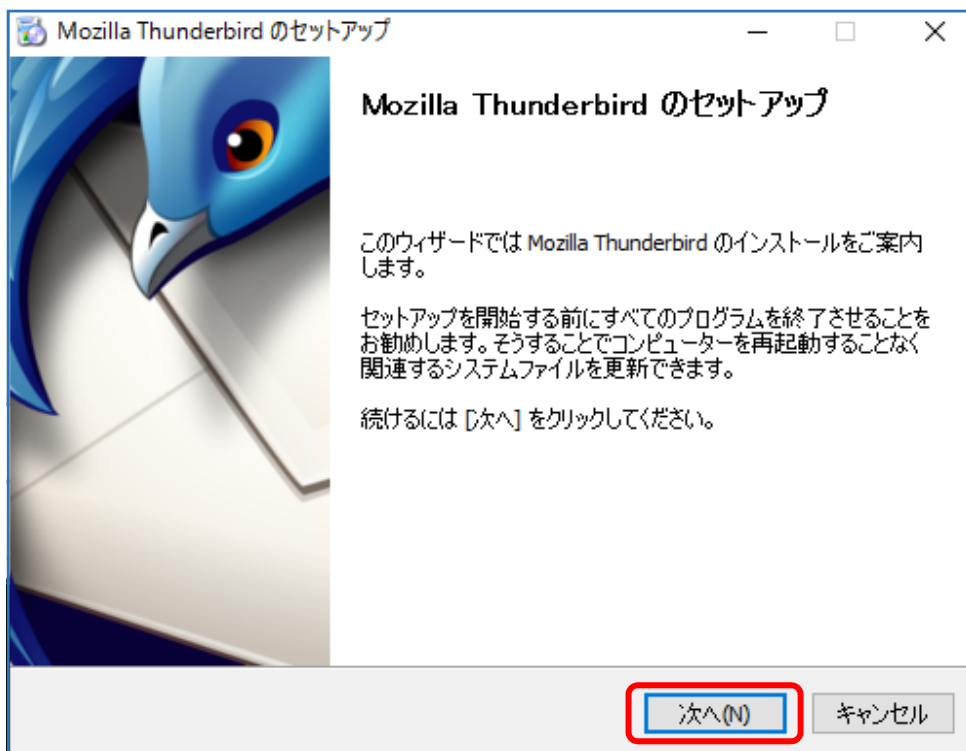 Mozilla Thunderbird のセットアップ
Mozilla Thunderbird のセットアップ
このウィザードでは Mozilla Thunderbird のインストールをご案内
します。
セットアップを開始する前にすべてのプログラムを終了させることを
お勧めします。そうすることでコンピューターを再起動することなく
関連するシステムファイルを更新できます。
続けるには [次へ] をクリックしてください。
次へ(N)
キャンセル